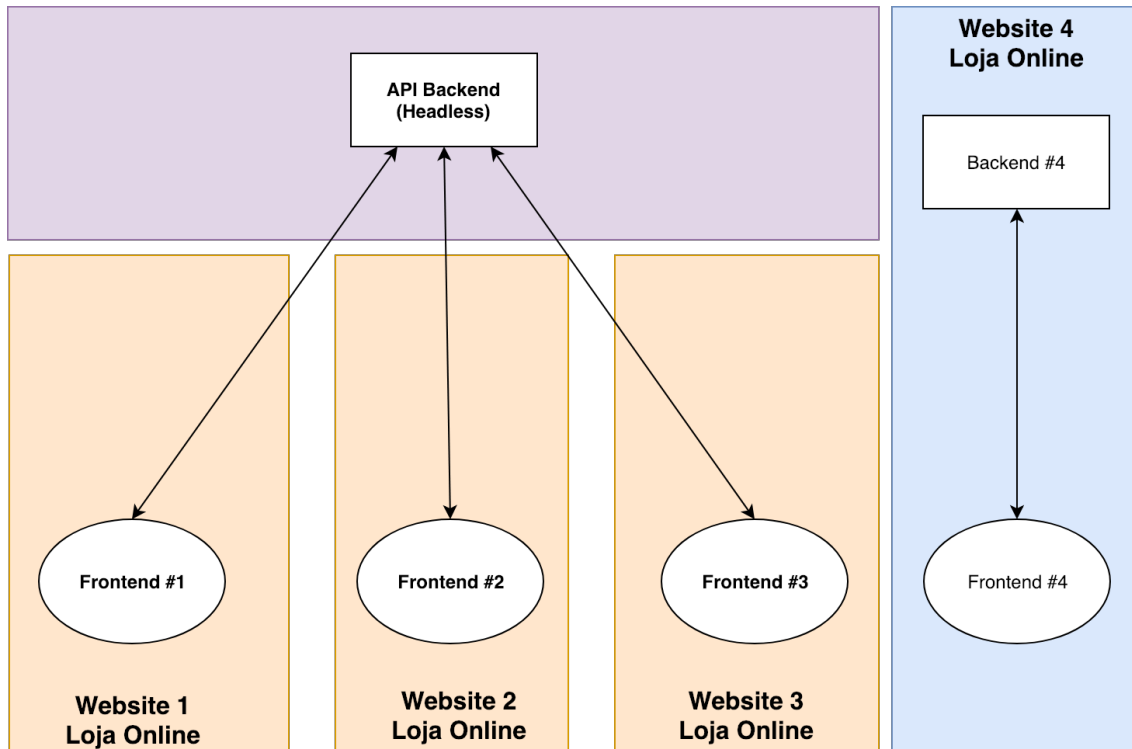 API Backend
(Headless)
Website 4
Loja Online
Backend #4
Frontend #1
Frontend #2
Frontend #3
Frontend #4
Website 1
Loja Online
Website 2
Loja Online
Website 3
Loja Online